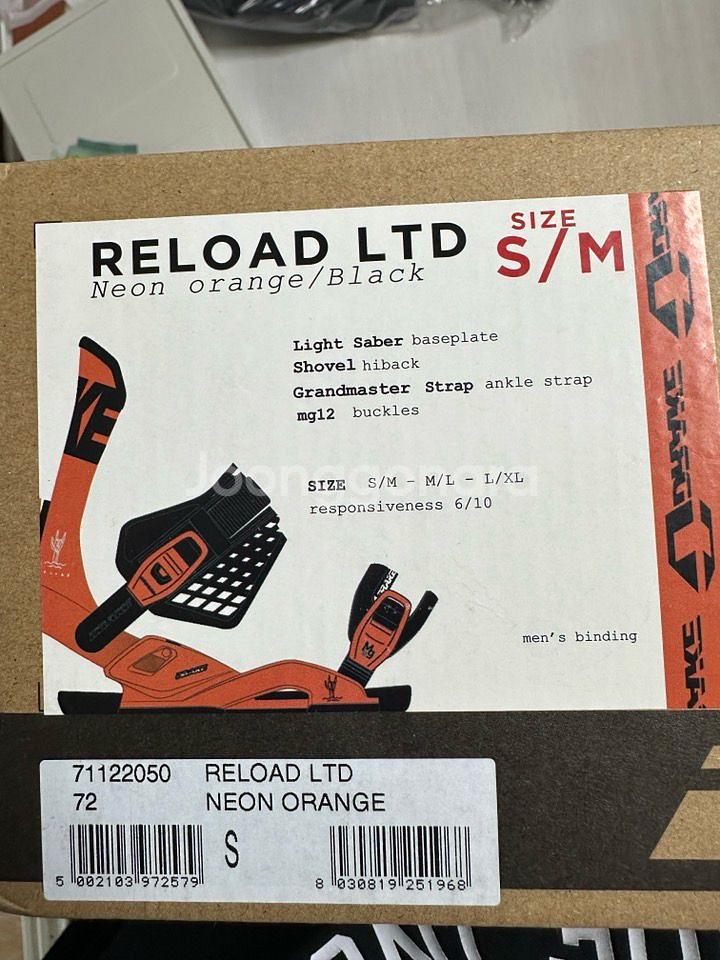 RELOAD LTD
Neon orange/Black
SIZE
S/M
Light Saber baseplate
Shovel hiback
Grandmaster Strap ankle strap
mg12 buckles
SIZE S/M - M/L - L/XL
responsiveness 6/10
men's binding
DRAKE
71122050 RELOAD LTD
72 NEON ORANGE
S
5 002103 972579
8 030819 251968